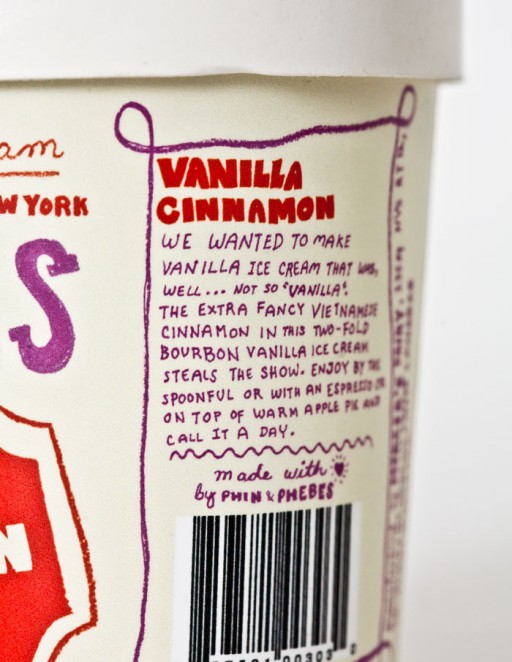 am
W YORK
S
N
VANILLA
CINNAMON
WE WANTED TO MAKE
VANILLA ICE CREAM THAT WAS,
WELL... NOT SO "VANILLA".
THE EXTRA FANCY VIETNAMESE
CINNAMON IN THIS TWO-FOLD
BOURBON VANILLA ICE CREAM
STEALS THE SHOW. ENJOY BY THE
SPOONFUL OR WITH AN ESPRESSO OR
ON TOP OF WARM APPLE PIE AND
CALL IT A DAY.
made with
by PHIN & PHEBES
00303